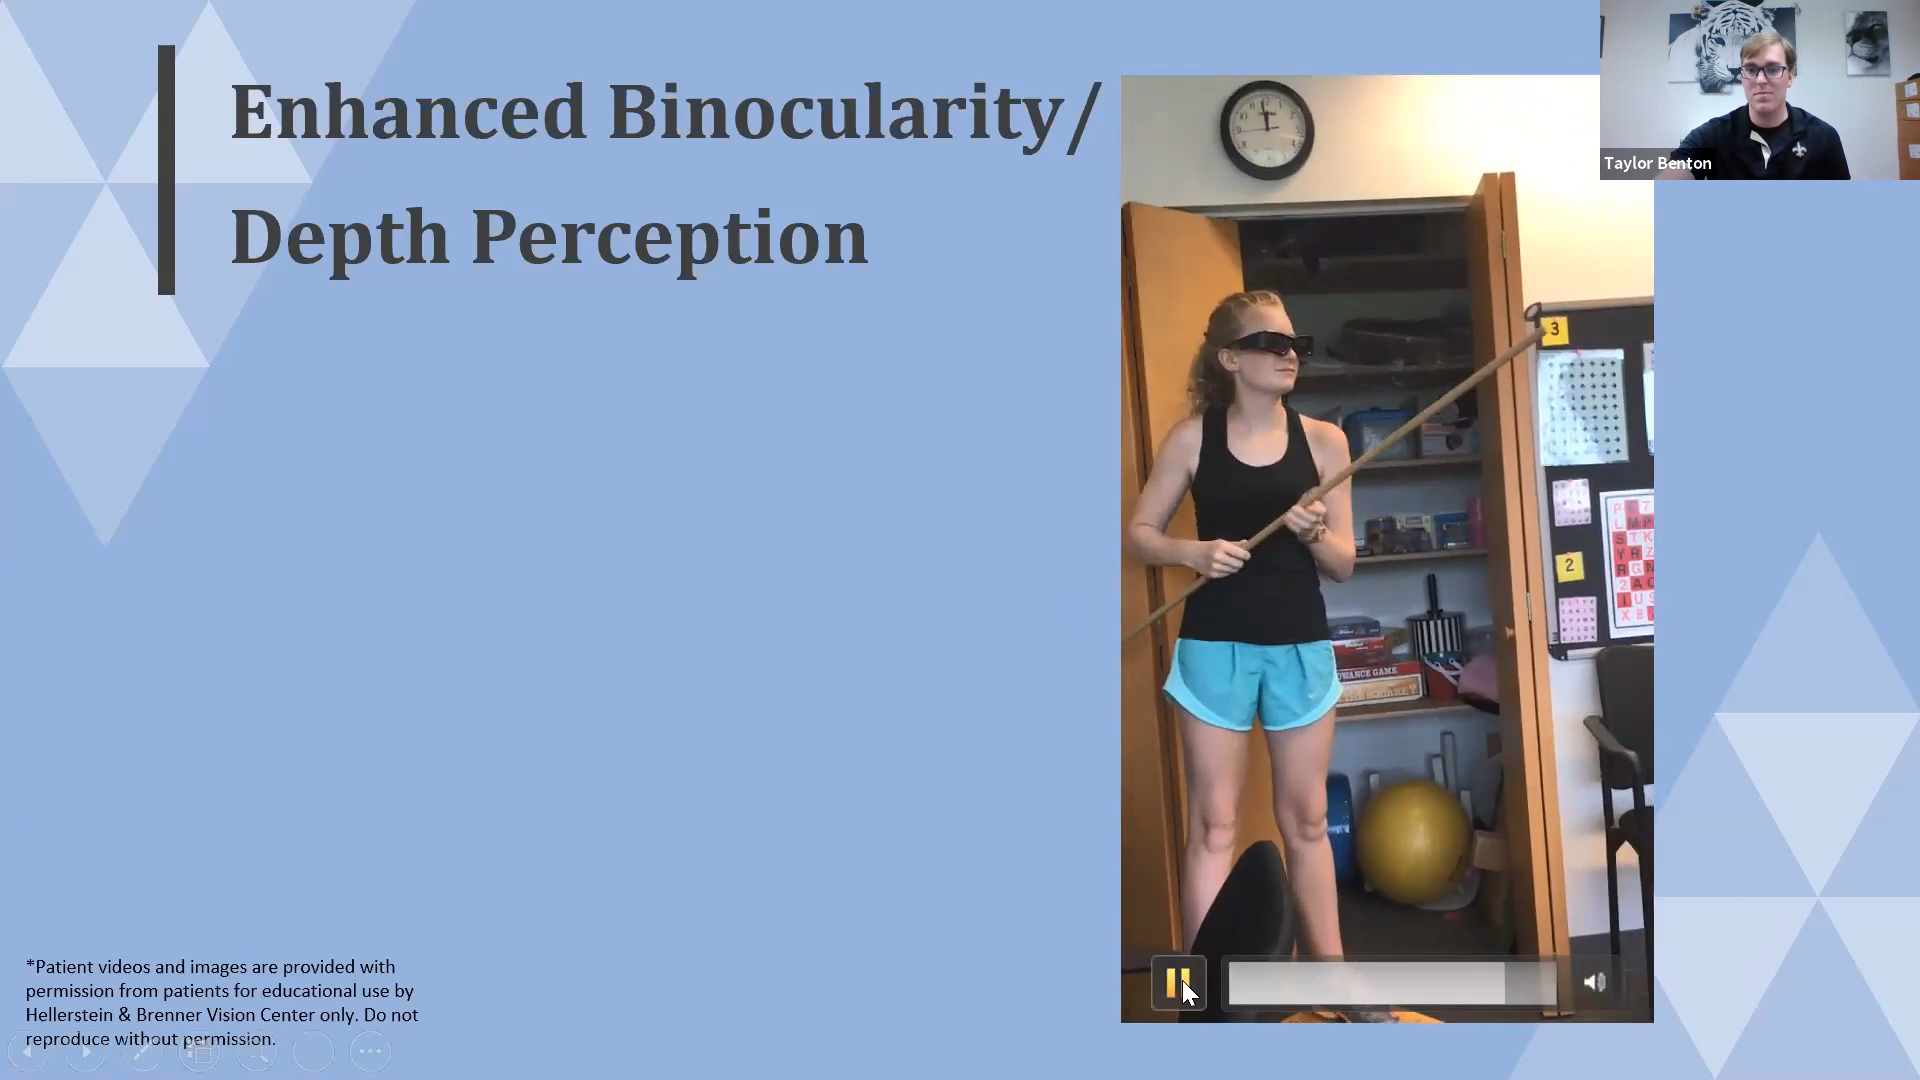 Enhanced Binocularity/
Depth Perception
Taylor Benton
3
2
*Patient videos and images are provided with
permission from patients for educational use by
Hellerstein & Brenner Vision Center only. Do not
reproduce without permission.